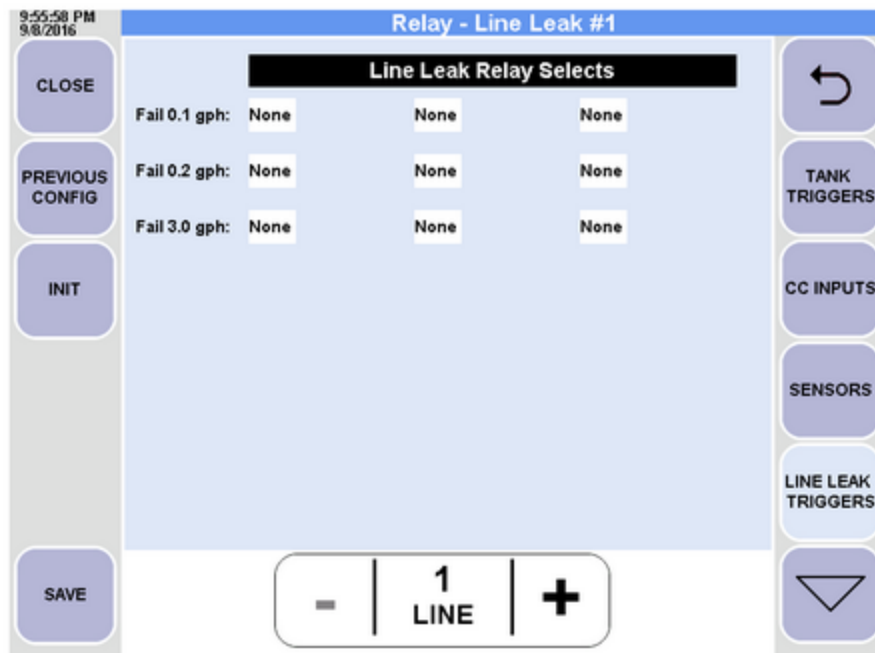 9:55:58 PM
9/8/2016
Relay - Line Leak #1
CLOSE
PREVIOUS
CONFIG
INIT
SAVE
Line Leak Relay Selects
Fail 0.1 gph: None None None
Fail 0.2 gph: None None None
Fail 3.0 gph: None None None
TANK
TRIGGERS
CC INPUTS
SENSORS
LINE LEAK
TRIGGERS
- 1 +
LINE